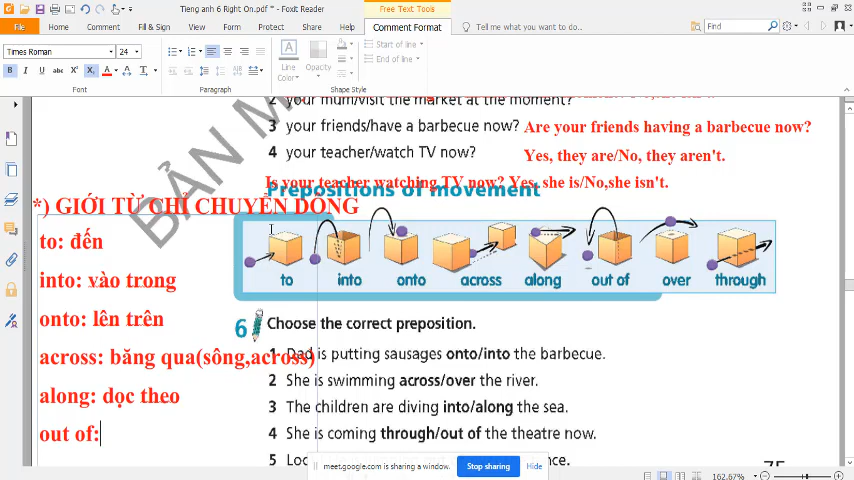 Tieng anh 6 Right On.pdf * - Foxit Reader
Free Text Tools
File
Home
Comment
Fill & Sign
View
Form
Protect
Share
Help
Comment Format
Tell me what you want to do...
Find
Times Roman
24
Font
Paragraph
Line Color
Opacity
Start of line
End of line
Shape Style
BẢN M
2 your mum/visit the market at the moment?
3 your friends/have a barbecue now? Are your friends having a barbecue now?
4 your teacher/watch TV now? Yes, they are/No, they aren't.
Is your teacher watching TV now? Yes, she is/No,she isn't.
Prepositions of movement
*) GIỚI TỪ CHỈ CHUYỂN DỘNG
to: đến
into: vào trong
onto: lên trên
across: băng qua(sông,across)
along: dọc theo
out of:
to into onto across along out of over through
6 Choose the correct preposition.
1 Dad is putting sausages onto/into the barbecue.
2 She is swimming across/over the river.
3 The children are diving into/along the sea.
4 She is coming through/out of the theatre now.
5
meet.google.com is sharing a window.
Stop sharing
Hide
75
162.67%